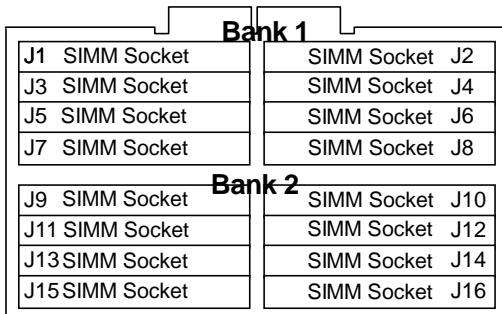 Bank 1
J1 SIMM Socket SIMM Socket J2
J3 SIMM Socket SIMM Socket J4
J5 SIMM Socket SIMM Socket J6
J7 SIMM Socket SIMM Socket J8
Bank 2
J9 SIMM Socket SIMM Socket J10
J11 SIMM Socket SIMM Socket J12
J13 SIMM Socket SIMM Socket J14
J15 SIMM Socket SIMM Socket J16